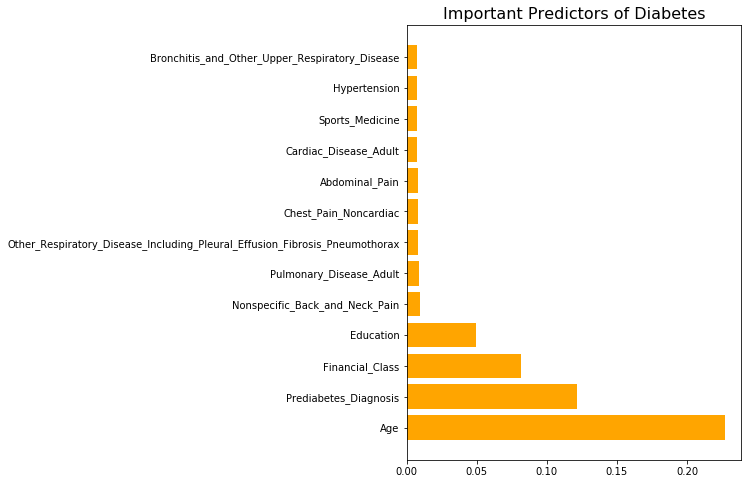 Important Predictors of Diabetes
Bronchitis_and_Other_Upper_Respiratory_Disease
Hypertension
Sports_Medicine
Cardiac_Disease_Adult
Abdominal_Pain
Chest_Pain_Noncardiac
Other_Respiratory_Disease_Including_Pleural_Effusion_Fibrosis_Pneumothorax
Pulmonary_Disease_Adult
Nonspecific_Back_and_Neck_Pain
Education
Financial_Class
Prediabetes_Diagnosis
Age
0.00 0.05 0.10 0.15 0.20